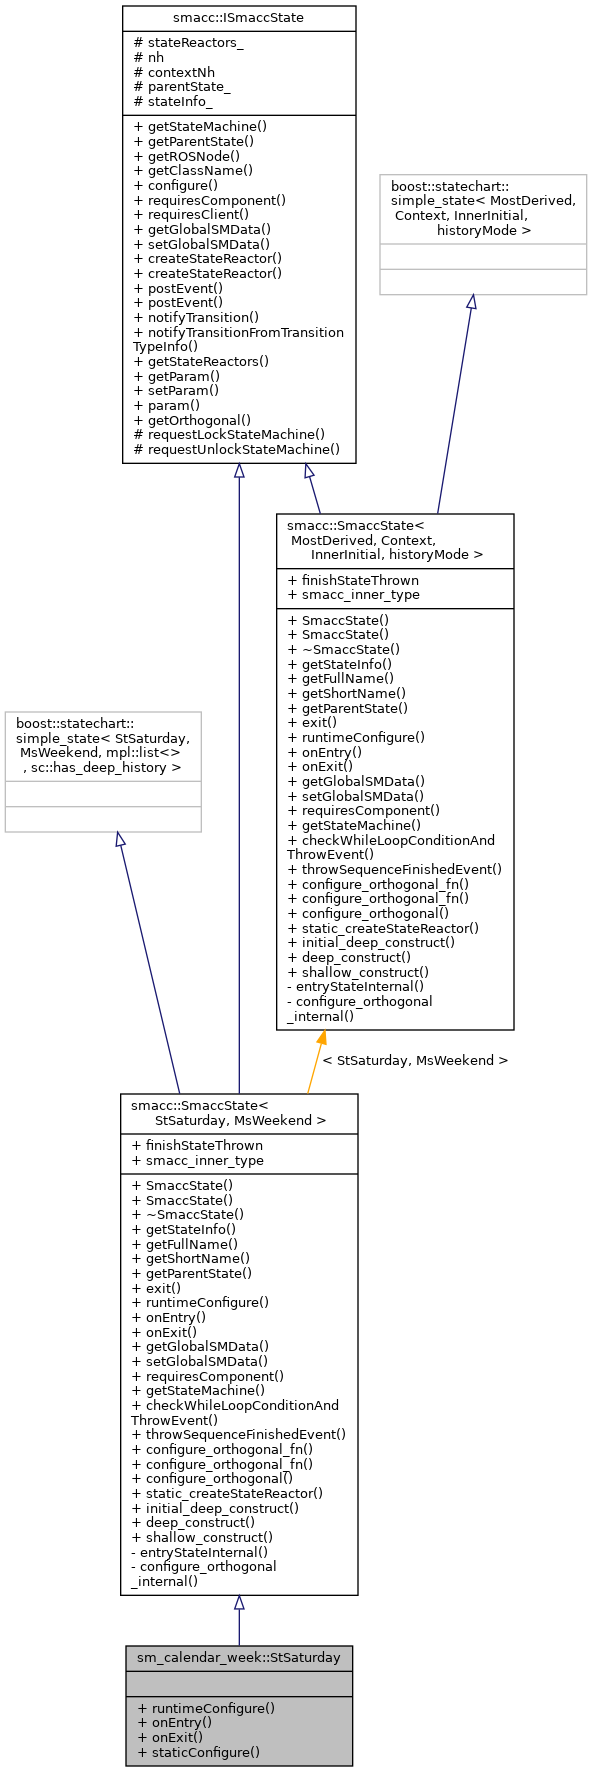 smacc::ISmaccState
# stateReactors_
# nh
# contextNh
# parentState_
# stateInfo_
+ getStateMachine()
+ getParentState()
+ getROSNode()
+ getClassName()
+ configure()
+ requiresComponent()
+ requiresClient()
+ getGlobalSMData()
+ setGlobalSMData()
+ createStateReactor()
+ createStateReactor()
+ postEvent()
+ postEvent()
+ notifyTransition()
+ notifyTransitionFromTransition
TypeInfo()
+ getStateReactors()
+ getParam()
+ setParam()
+ param()
+ getOrthogonal()
# requestLockStateMachine()
# requestUnlockStateMachine()
boost::statechart::
simple_state< MostDerived,
Context, InnerInitial,
historyMode >
smacc::SmaccState<
MostDerived, Context,
InnerInitial, historyMode >
+ finishStateThrown
+ smacc_inner_type
+ SmaccState()
+ SmaccState()
+ ~SmaccState()
+ getStateInfo()
+ getFullName()
+ getShortName()
+ getParentState()
+ exit()
+ runtimeConfigure()
+ onEntry()
+ onExit()
+ getGlobalSMData()
+ setGlobalSMData()
+ requiresComponent()
+ getStateMachine()
+ checkWhileLoopConditionAnd
ThrowEvent()
+ throwSequenceFinishedEvent()
+ configure_orthogonal_fn()
+ configure_orthogonal_fn()
+ configure_orthogonal()
+ static_createStateReactor()
+ initial_deep_construct()
+ deep_construct()
+ shallow_construct()
- entryStateInternal()
- configure_orthogonal
_internal()
boost::statechart::
simple_state< StSaturday,
MsWeekend, mpl::list<>
, sc::has_deep_history >
< StSaturday, MsWeekend >
smacc::SmaccState<
StSaturday, MsWeekend >
+ finishStateThrown
+ smacc_inner_type
+ SmaccState()
+ SmaccState()
+ ~SmaccState()
+ getStateInfo()
+ getFullName()
+ getShortName()
+ getParentState()
+ exit()
+ runtimeConfigure()
+ onEntry()
+ onExit()
+ getGlobalSMData()
+ setGlobalSMData()
+ requiresComponent()
+ getStateMachine()
+ checkWhileLoopConditionAnd
ThrowEvent()
+ throwSequenceFinishedEvent()
+ configure_orthogonal_fn()
+ configure_orthogonal_fn()
+ configure_orthogonal()
+ static_createStateReactor()
+ initial_deep_construct()
+ deep_construct()
+ shallow_construct()
- entryStateInternal()
- configure_orthogonal
_internal()
sm_calendar_week::StSaturday
+ runtimeConfigure()
+ onEntry()
+ onExit()
+ staticConfigure()